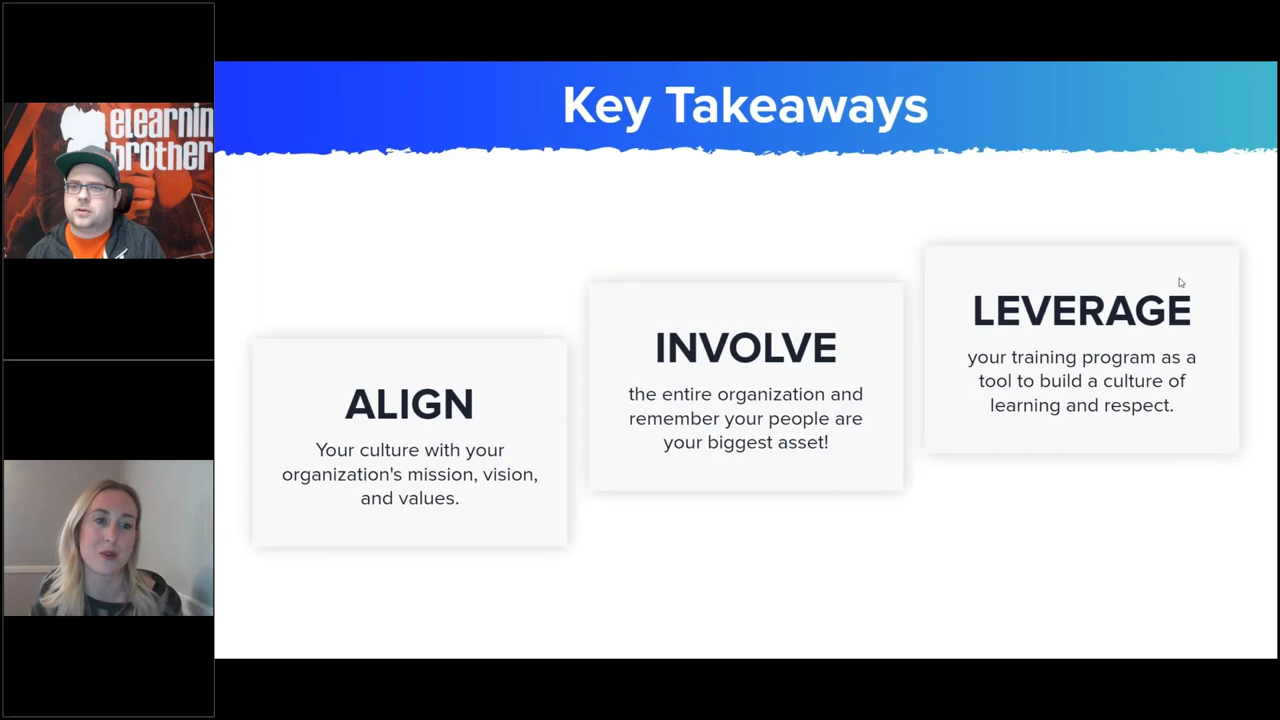 elearnin
brother
Key Takeaways
ALIGN
Your culture with your
organization's mission, vision,
and values.
INVOLVE
the entire organization and
remember your people are
your biggest asset!
LEVERAGE
your training program as a
tool to build a culture of
learning and respect.